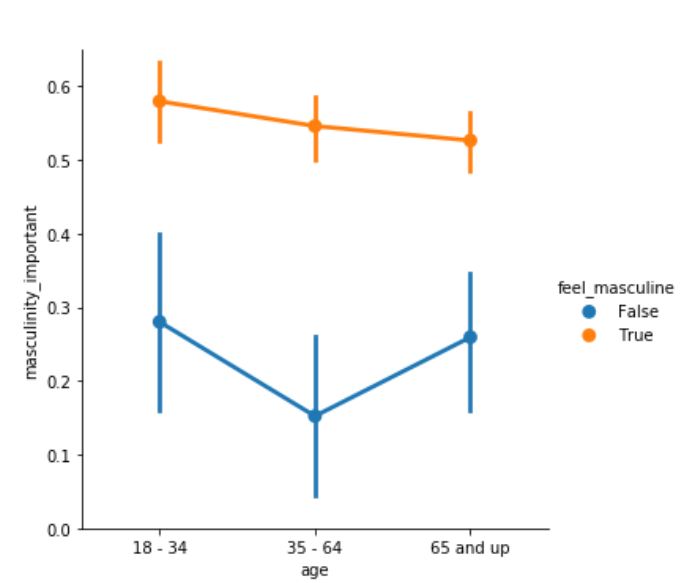 0.6
0.5
0.4
0.3
0.2
0.1
0.0
masculinity_important
18 - 34
35 - 64
65 and up
age
feel_masculine
False
True